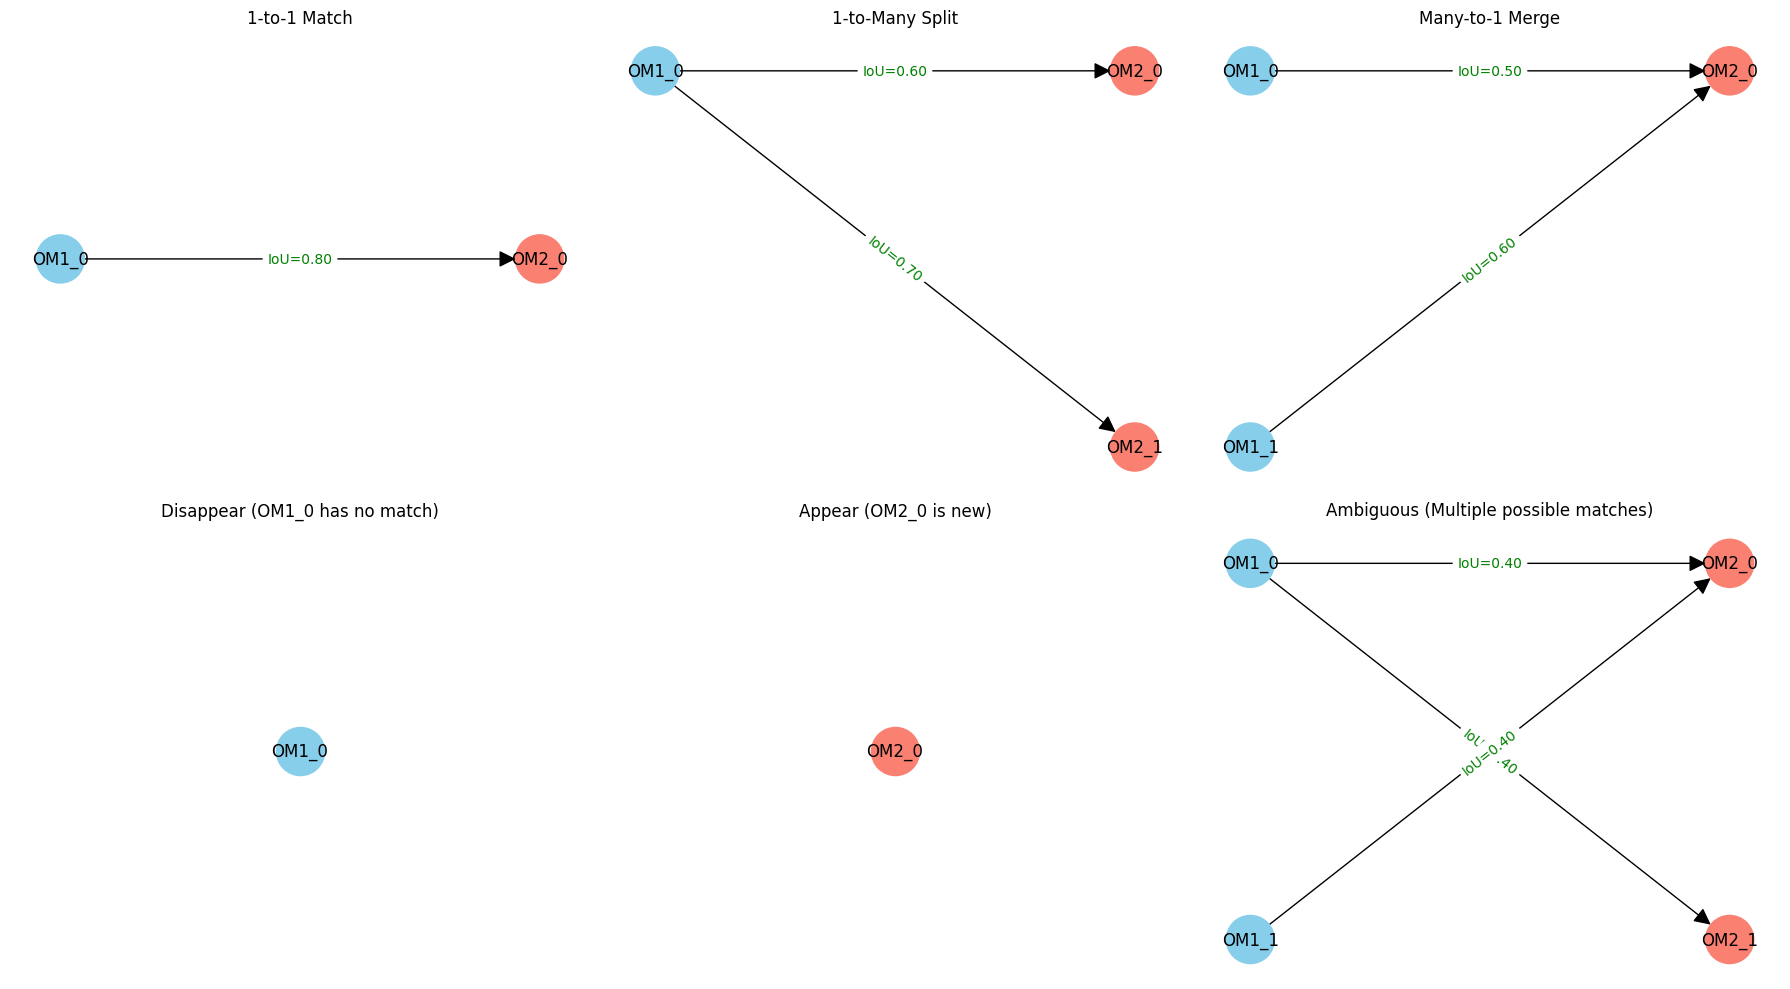 1-to-1 Match
OM1_0
IoU=0.80
OM2_0
1-to-Many Split
OM1_0
IoU=0.60
OM2_0
IoU=0.70
OM2_1
Many-to-1 Merge
OM1_0
IoU=0.50
OM2_0
IoU=0.60
OM1_1
Disappear (OM1_0 has no match)
OM1_0
Appear (OM2_0 is new)
OM2_0
Ambiguous (Multiple possible matches)
OM1_0
IoU=0.40
OM2_0
IoU=0.40
OM1_1
OM2_1